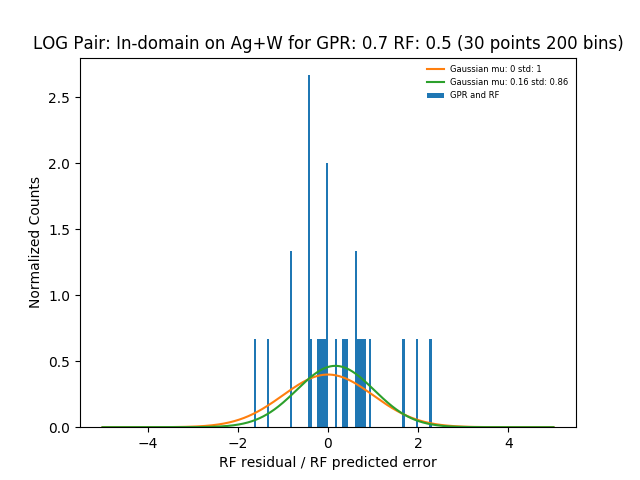 LOG Pair: In-domain on Ag+W for GPR: 0.7 RF: 0.5 (30 points 200 bins)
Gaussian mu: 0 std: 1
Gaussian mu: 0.16 std: 0.86
GPR and RF
Normalized Counts
2.5
2.0
1.5
1.0
0.5
0.0
−4 −2 0 2 4
RF residual / RF predicted error